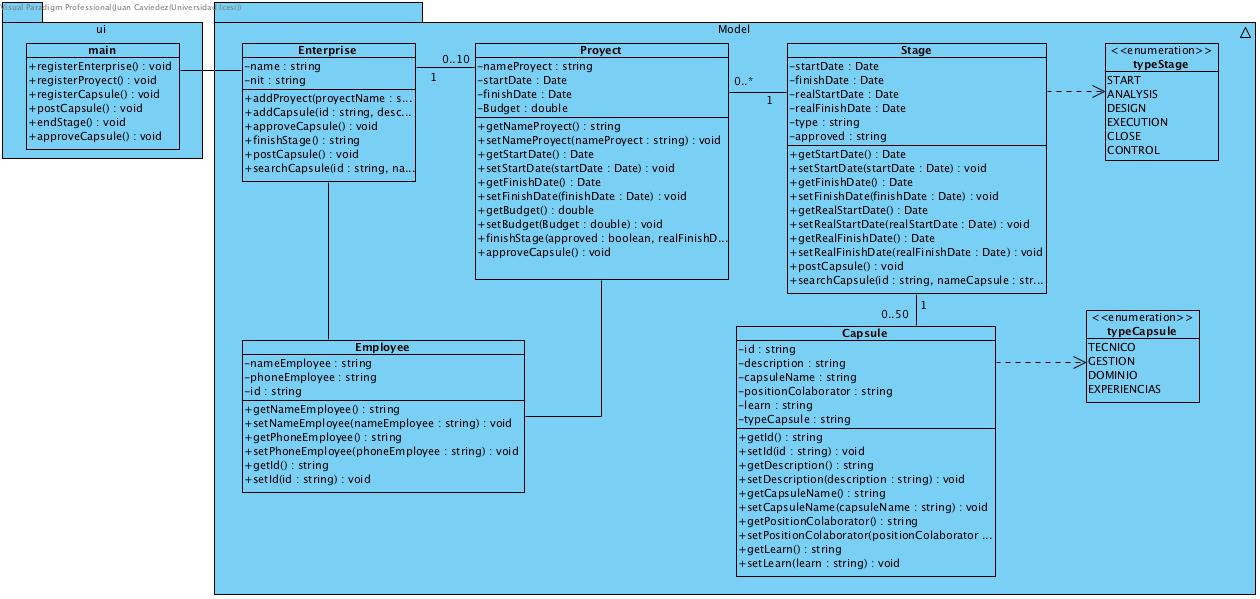 Visual Paradigm Professional(Juan Caviedez(Universidad Icesi))
ui
main
+registerEnterprise() : void
+registerProyect() : void
+registerCapsule() : void
+postCapsule() : void
+endStage() : void
+approveCapsule() : void
Model
Enterprise
-name : string
-nit : string
+addProyect(proyectName : s...
+addCapsule(id : string, desc...
+approveCapsule() : void
+finishStage() : string
+postCapsule() : void
+searchCapsule(id : string, na...
0..10
1
Proyect
-nameProyect : string
-startDate : Date
-finishDate : Date
-Budget : double
+getNameProyect() : string
+setNameProyect(nameProject : string) : void
+getStartDate() : Date
+setStartDate(startDate : Date) : void
+getFinishDate() : Date
+setFinishDate(finishDate : Date) : void
+getBudget() : double
+setBudget(Budget : double) : void
+finishStage(approved : boolean, realFinishD...
+approveCapsule() : void
0..*
1
Stage
-startDate : Date
-finishDate : Date
-realStartDate : Date
-realFinishDate : Date
-type : string
-approved : string
+getStartDate() : Date
+setStartDate(startDate : Date) : void
+getFinishDate() : Date
+setFinishDate(finishDate : Date) : void
+getRealStartDate() : Date
+setRealStartDate(realStartDate : Date) : void
+getRealFinishDate() : Date
+setRealFinishDate(realFinishDate : Date) : void
+postCapsule() : void
+searchCapsule(id : string, nameCapsule : str...
<<enumeration>>
typeStage
START
ANALYSIS
DESIGN
EXECUTION
CLOSE
CONTROL
1
0..50
Employee
-nameEmployee : string
-phoneEmployee : string
-id : string
+getNameEmployee() : string
+setNameEmployee(nameEmployee : string) : void
+getPhoneEmployee() : string
+setPhoneEmployee(phoneEmployee : string) : void
+getId() : string
+setId(id : string) : void
Capsule
-id : string
-description : string
-capsuleName : string
-positionColaborator : string
-learn : string
-typeCapsule : string
+getId() : string
+setId(id : string) : void
+getDescription() : string
+setDescription(description : string) : void
+getCapsuleName() : string
+setCapsuleName(capsuleName : string) : void
+getPositionColaborator() : string
+setPositionColaborator(positionColaborator ...
+getLearn() : string
+setLearn(learn : string) : void
<<enumeration>>
typeCapsule
TECNICO
GESTION
DOMINIO
EXPERIENCIAS